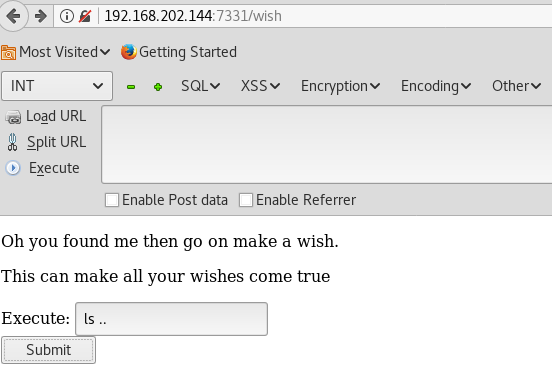 192.168.202.144:7331/wish
Most Visited Getting Started
INT SQL XSS Encryption Encoding Other
Load URL
Split URL
Execute
Enable Post data Enable Referrer
Oh you found me then go on make a wish.
This can make all your wishes come true
Execute: ls ..
Submit